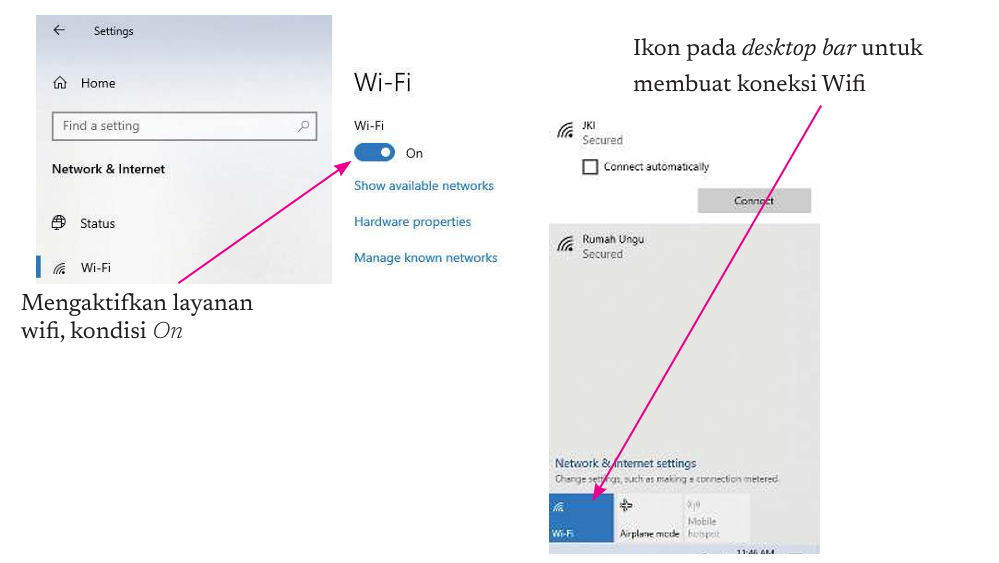 Settings
Home
Find a setting
Network & Internet
Status
Wi-Fi
Mengaktifkan layanan
wifi, kondisi On
Wi-Fi
Wi-Fi
On
Show available networks
Hardware properties
Manage known networks
Ikon pada desktop bar untuk
membuat koneksi Wifi
JKI
Secured
Connect automatically
Connect
Rumah Ungu
Secured
Network & Internet settings
Change settings, such as making a connection metered.
Wi-Fi
Airplane mode
Mobile
hotspot
11:46 AM